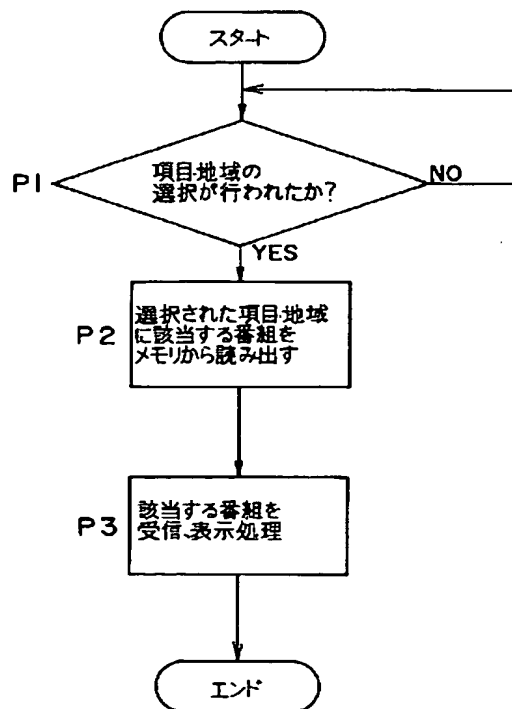 スタート
P1
項目・地域の
選択が行われたか?
NO
YES
P2
選択された項目・地域
に該当する番組を
メモリから読み出す
P3
該当する番組を
受信、表示処理
エンド